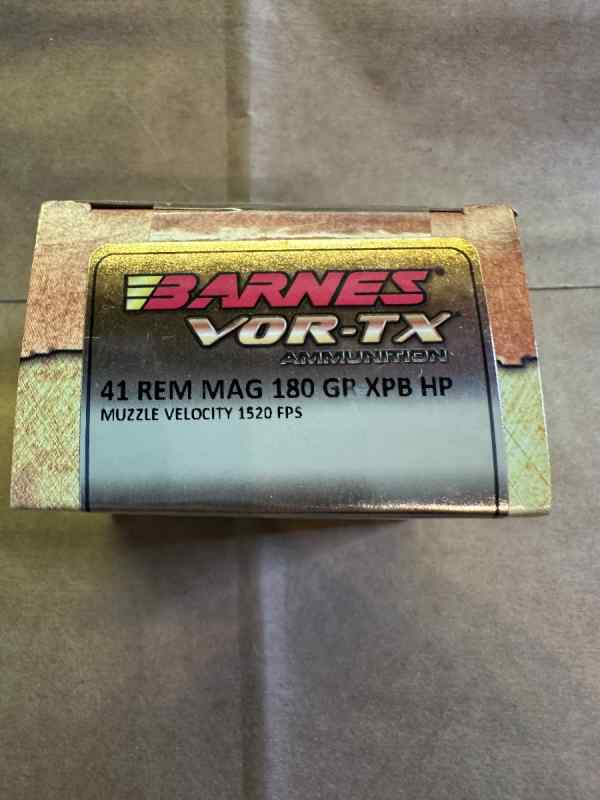 BARNES®
VOR-TX
AMMUNITION
41 REM MAG 180 GR XPB HP
MUZZLE VELOCITY 1520 FPS